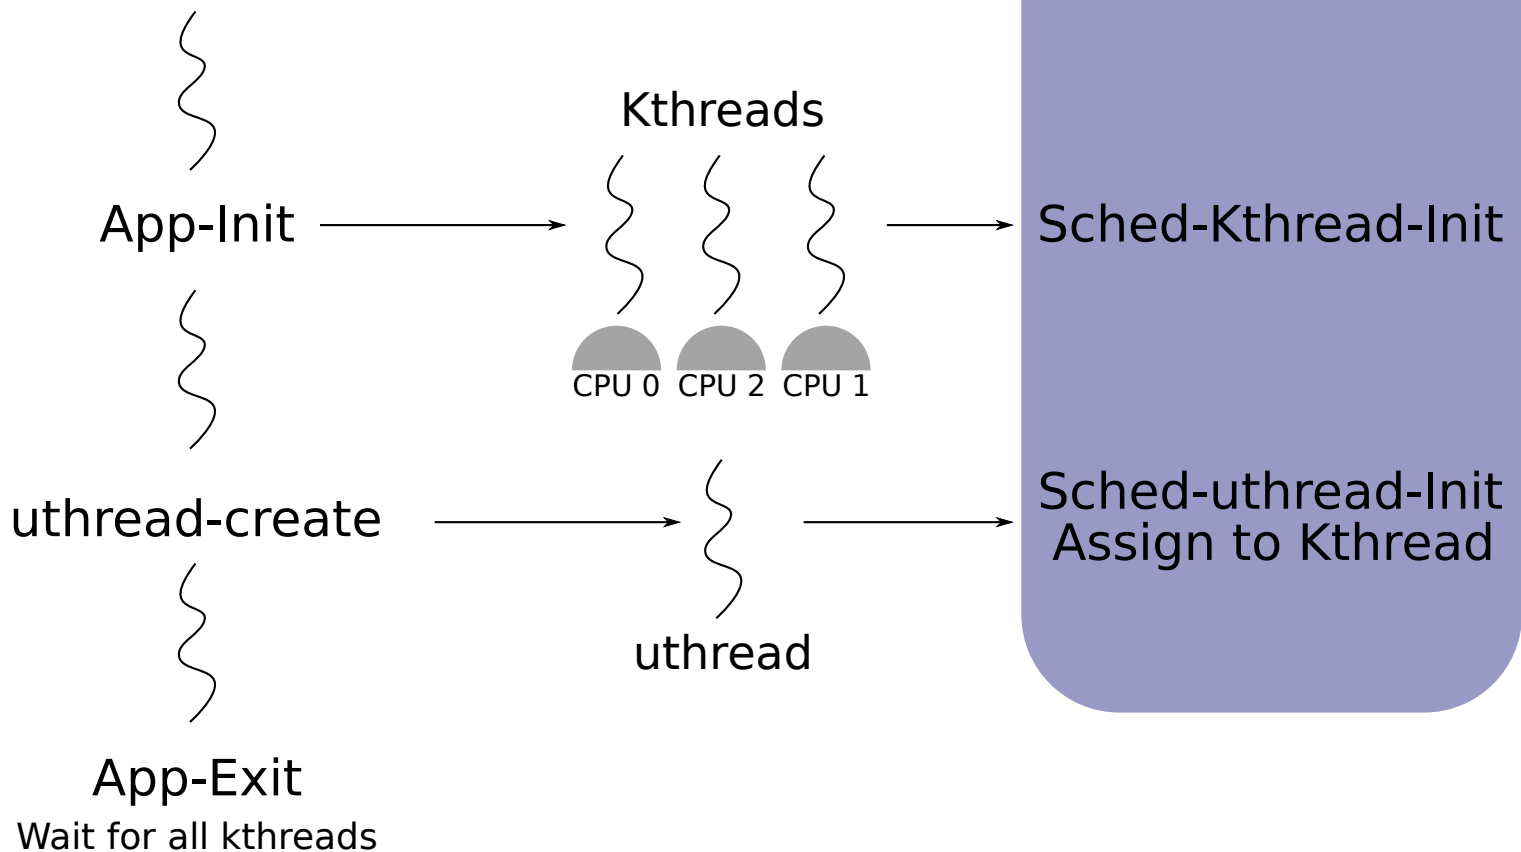 Kthreads
App-Init
Sched-Kthread-Init
CPU 0
CPU 2
CPU 1
uthread-create
Sched-uthread-Init
Assign to Kthread
uthread
App-Exit
Wait for all kthreads